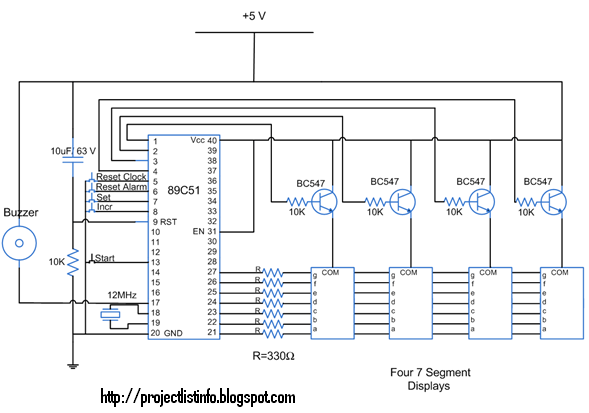 +5 V
10uF/ 63 V
1 Vcc 40
2 39
3 38
4 37
Reset Clock 5 36
Reset Alarm 6 89C51 35
Set 7 34
Incr 8 33
9 RST 32
10 EN 31
11 30
12 29
Start 13 28
14 27
15 26
16 25
17 24
18 23
19 22
20 GND 21
Buzzer
10K
12MHz
BC547 BC547 BC547 BC547
10K 10K 10K 10K
R
R
R
R
R
R
R
R=330Ω
COM COM COM COM
g g g g
f f f f
e e e e
d d d d
c c c c
b b b b
a a a a
Four 7 Segment
Displays
http://projectlistinfo.blogspot.com